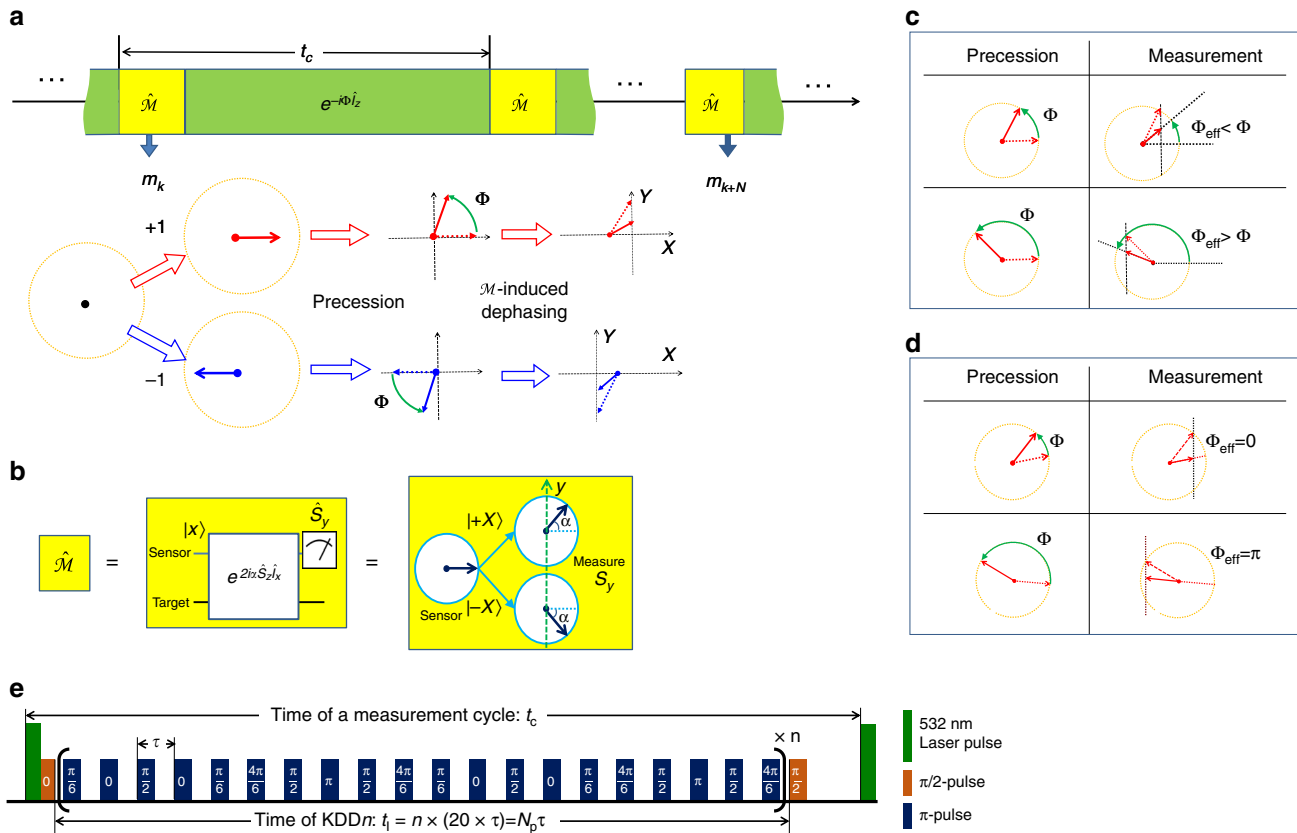 a
t_c
... ... ...
ℳ̂ e^{-iΦÎ_z} ℳ̂ ℳ̂
m_k m_{k+N}
+1
Φ
X
Y
Precession
ℳ-induced
dephasing
−1
Φ
X
Y
b
ℳ̂ = 
|x⟩ Ŝ_y
Sensor
e^{2iαŜ_zÎ_x}
Target
=
y
|+X⟩ α
Sensor
Measure
S_y
|−X⟩ α
c
Precession Measurement
Φ Φ_eff< Φ
Φ Φ_eff> Φ
d
Precession Measurement
Φ Φ_eff=0
Φ Φ_eff=π
e
Time of a measurement cycle: t_c
τ × n
0 π/6 0 π/2 0 π/6 4π/6 π/2 π π/2 4π/6 π/6 0 π/2 0 π/6 4π/6 π/2 π π/2 4π/6 π/2
Time of KDDn: t_I = n × (20 × τ)=N_pτ
532 nm
Laser pulse
π/2-pulse
π-pulse